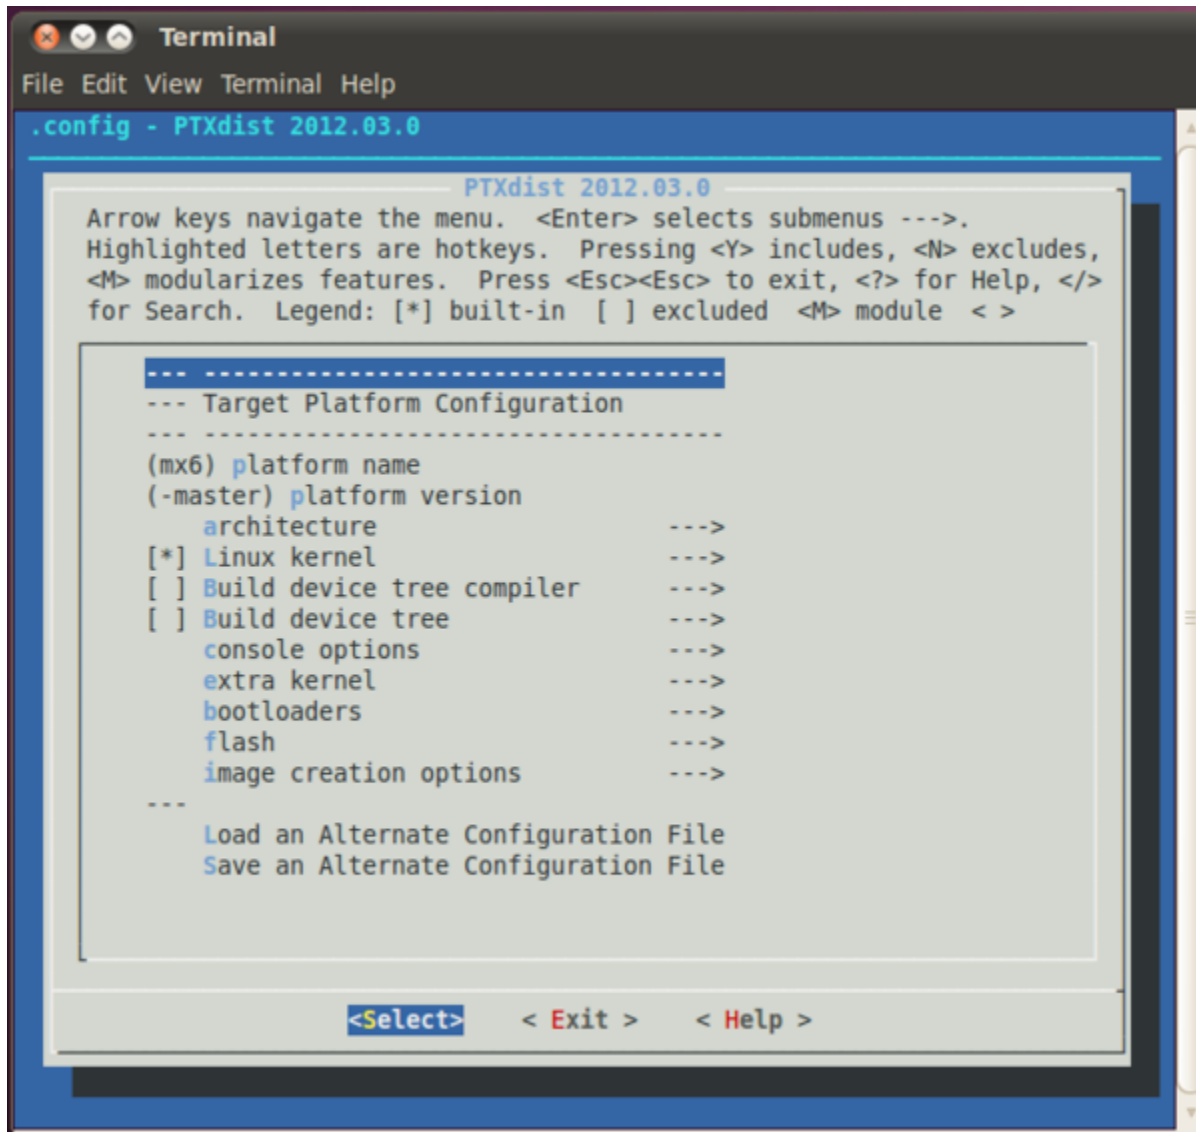 Terminal
File Edit View Terminal Help
.config - PTXdist 2012.03.0
PTXdist 2012.03.0
Arrow keys navigate the menu.  <Enter> selects submenus --->.
Highlighted letters are hotkeys.  Pressing <Y> includes, <N> excludes,
<M> modularizes features.  Press <Esc><Esc> to exit, <?> for Help, </>
for Search.  Legend: [*] built-in  [ ] excluded  <M> module  < >
--- ------------------------------------
--- Target Platform Configuration
--- ------------------------------------
(mx6) platform name
(-master) platform version
architecture                    --->
[*] Linux kernel                    --->
[ ] Build device tree compiler      --->
[ ] Build device tree               --->
console options                 --->
extra kernel                    --->
bootloaders                     --->
flash                           --->
image creation options          --->
---
Load an Alternate Configuration File
Save an Alternate Configuration File
<Select>    < Exit >    < Help >